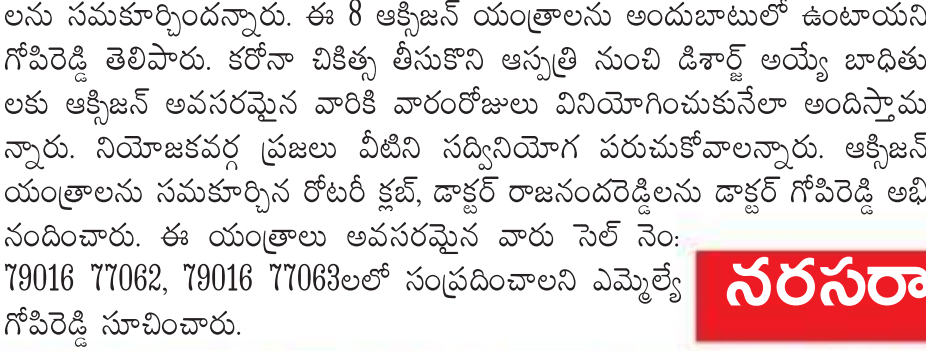 లను సమకూర్చిందన్నారు. ఈ 8 ఆక్సిజన్ యంత్రాలను అందుబాటులో ఉంటాయని
గోపిరెడ్డి తెలిపారు. కరోనా చికిత్స తీసుకొని ఆస్పత్రి నుంచి డిశార్జ్ అయ్యే బాధితు
లకు ఆక్సిజన్ అవసరమైన వారికి వారంరోజులు వినియోగించుకునేలా అందిస్తామ
న్నారు. నియోజకవర్గ ప్రజలు వీటిని సద్వినియోగ పరుచుకోవాలన్నారు. ఆక్సిజన్
యంత్రాలను సమకూర్చిన రోటరీ క్లబ్, డాక్టర్ రాజనందరెడ్డిలను డాక్టర్ గోపిరెడ్డి అభి
నందించారు. ఈ యంత్రాలు అవసరమైన వారు సెల్ నెం:
79016 77062, 79016 77063లలో సంప్రదించాలని ఎమ్మెల్యే
గోపిరెడ్డి సూచించారు.
నరసరా